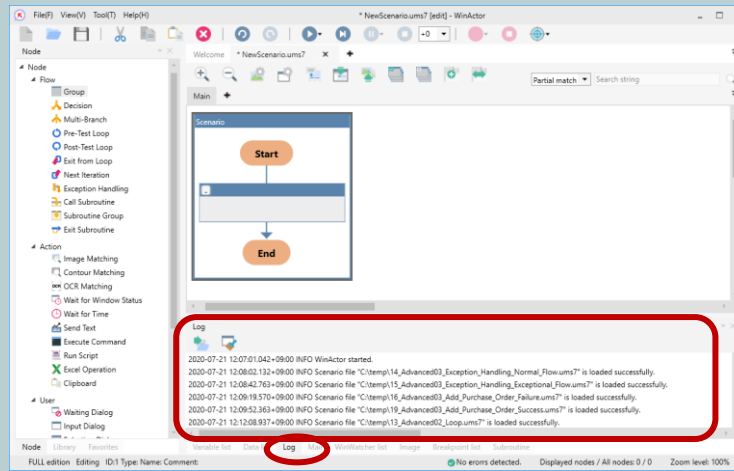 File(F) View(V) Tool(T) Help(H)
* NewScenario.ums7 [edit] - WinActor
+0
Node
Welcome * NewScenario.ums7
Node
Flow
Group
Decision
Multi-Branch
Pre-Test Loop
Post-Test Loop
Exit from Loop
Next Iteration
Exception Handling
Call Subroutine
Subroutine Group
Exit Subroutine
Action
Image Matching
Contour Matching
OCR OCR Matching
Wait for Window Status
Wait for Time
Send Text
Execute Command
Run Script
Excel Operation
Clipboard
User
Waiting Dialog
Input Dialog
Node Library Favorites
Partial match Search string
Main
Scenario
Start
End
Log
2020-07-21 12:07:01.042+09:00 INFO WinActor started.
2020-07-21 12:08:02.132+09:00 INFO Scenario file "C:\temp\14_Advanced03_Exception_Handling_Normal_Flow.ums7" is loaded successfully.
2020-07-21 12:08:42.763+09:00 INFO Scenario file "C:\temp\15_Advanced03_Exception_Handling_Exceptional_Flow.ums7" is loaded successfully.
2020-07-21 12:09:19.570+09:00 INFO Scenario file "C:\temp\16_Advanced03_Add_Purchase_Order_Failure.ums7" is loaded successfully.
2020-07-21 12:09:52.363+09:00 INFO Scenario file "C:\temp\19_Advanced03_Add_Purchase_Order_Success.ums7" is loaded successfully.
2020-07-21 12:12:08.937+09:00 INFO Scenario file "C:\temp\13_Advanced02_Loop.ums7" is loaded successfully.
Variable list Data Log WinWatcher list Image Breakpoint list Subroutine
FULL edition Editing ID:1 Type: Name: Comment:
No errors detected. Displayed nodes / All nodes: 0 / 0 Zoom level: 100%